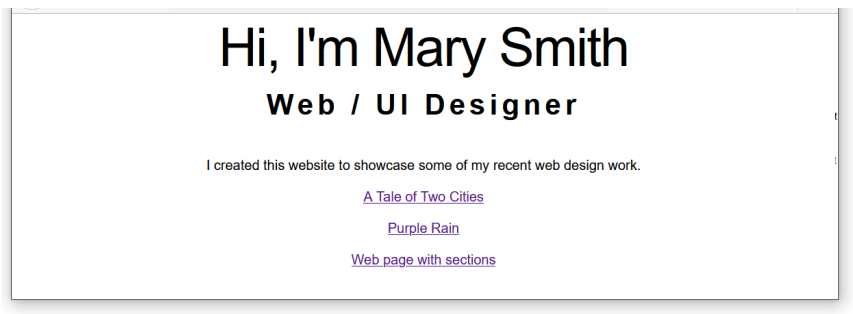 Hi, I'm Mary Smith
Web / UI Designer
I created this website to showcase some of my recent web design work.
A Tale of Two Cities
Purple Rain
Web page with sections